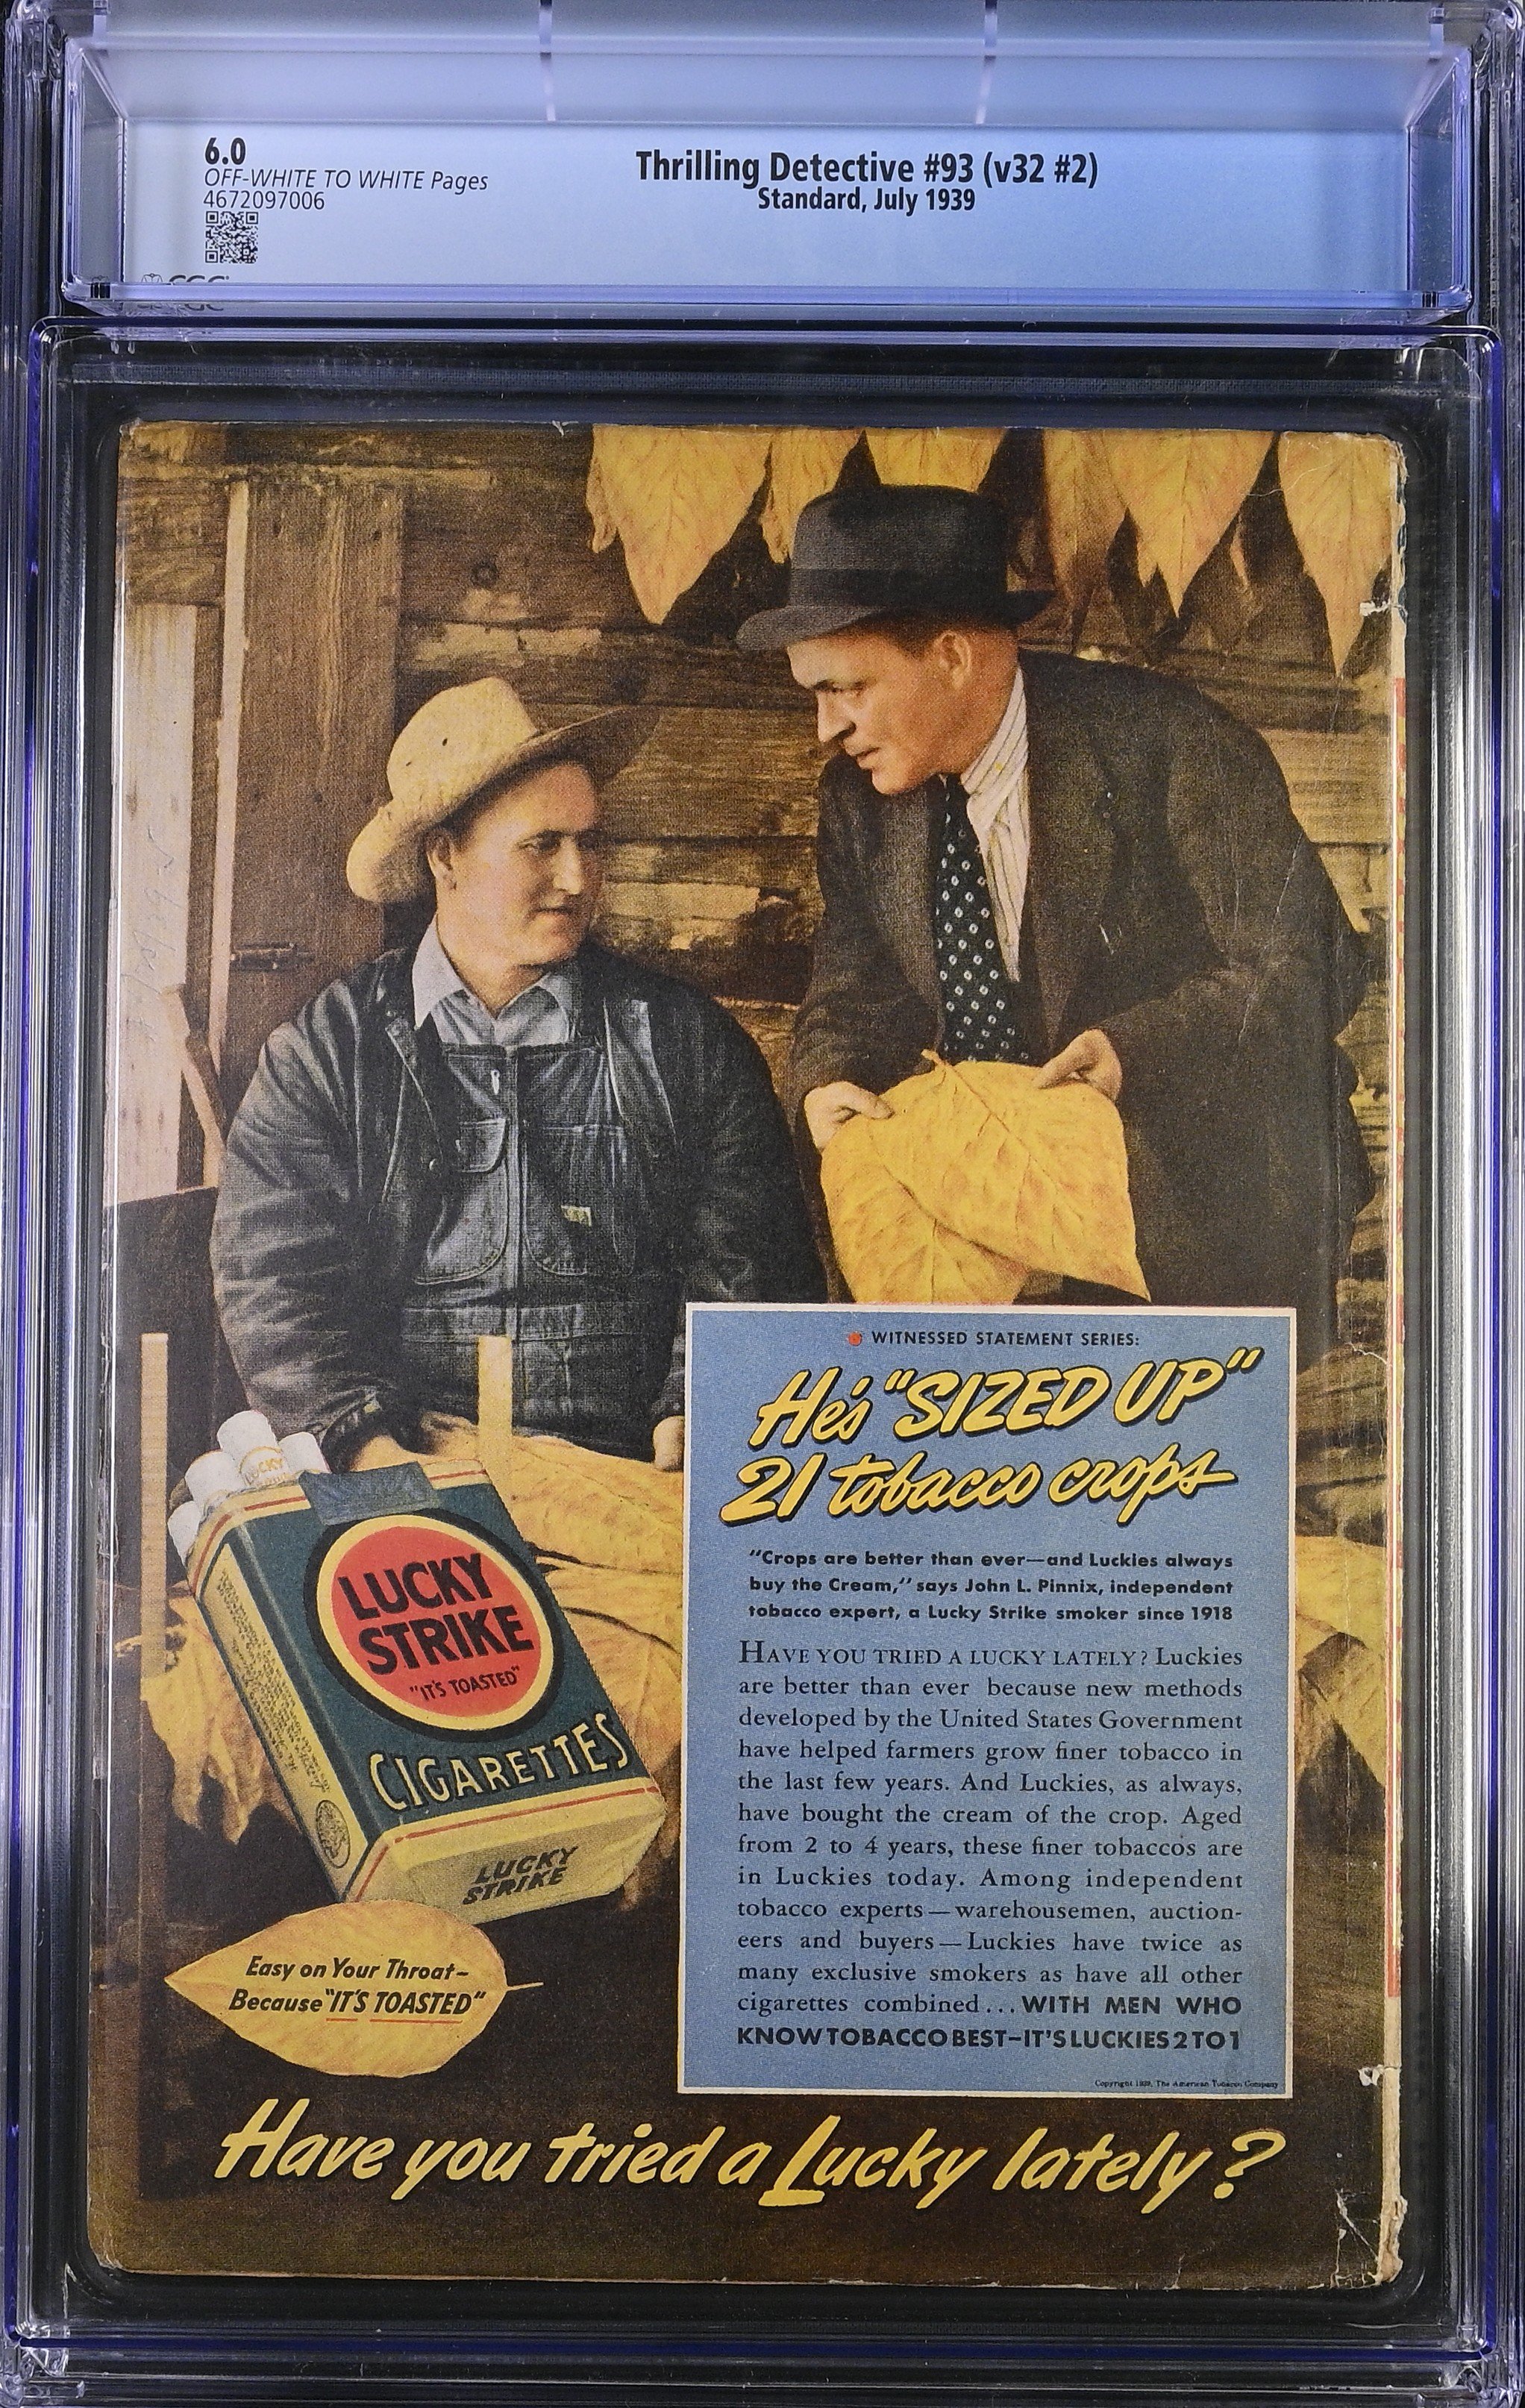 6.0
OFF-WHITE TO WHITE Pages
4672097006
Thrilling Detective #93 (v32 #2)
Standard, July 1939
CGC
WITNESSED STATEMENT SERIES:
He's "SIZED UP"
21 tobacco crops
"Crops are better than ever—and Luckies always
buy the Cream," says John L. Pinnix, independent
tobacco expert, a Lucky Strike smoker since 1918
HAVE YOU TRIED A LUCKY LATELY? Luckies
are better than ever because new methods
developed by the United States Government
have helped farmers grow finer tobacco in
the last few years. And Luckies, as always,
have bought the cream of the crop. Aged
from 2 to 4 years, these finer tobaccos are
in Luckies today. Among independent
tobacco experts—warehousemen, auction-
eers and buyers—Luckies have twice as
many exclusive smokers as have all other
cigarettes combined...WITH MEN WHO
KNOW TOBACCO BEST—IT'S LUCKIES 2 TO 1
Copyright 1939, The American Tobacco Company
LUCKY
LUCKY
STRIKE
"IT'S TOASTED"
CIGARETTES
LUCKY
STRIKE
Easy on Your Throat—
Because "IT'S TOASTED"
Have you tried a Lucky lately?